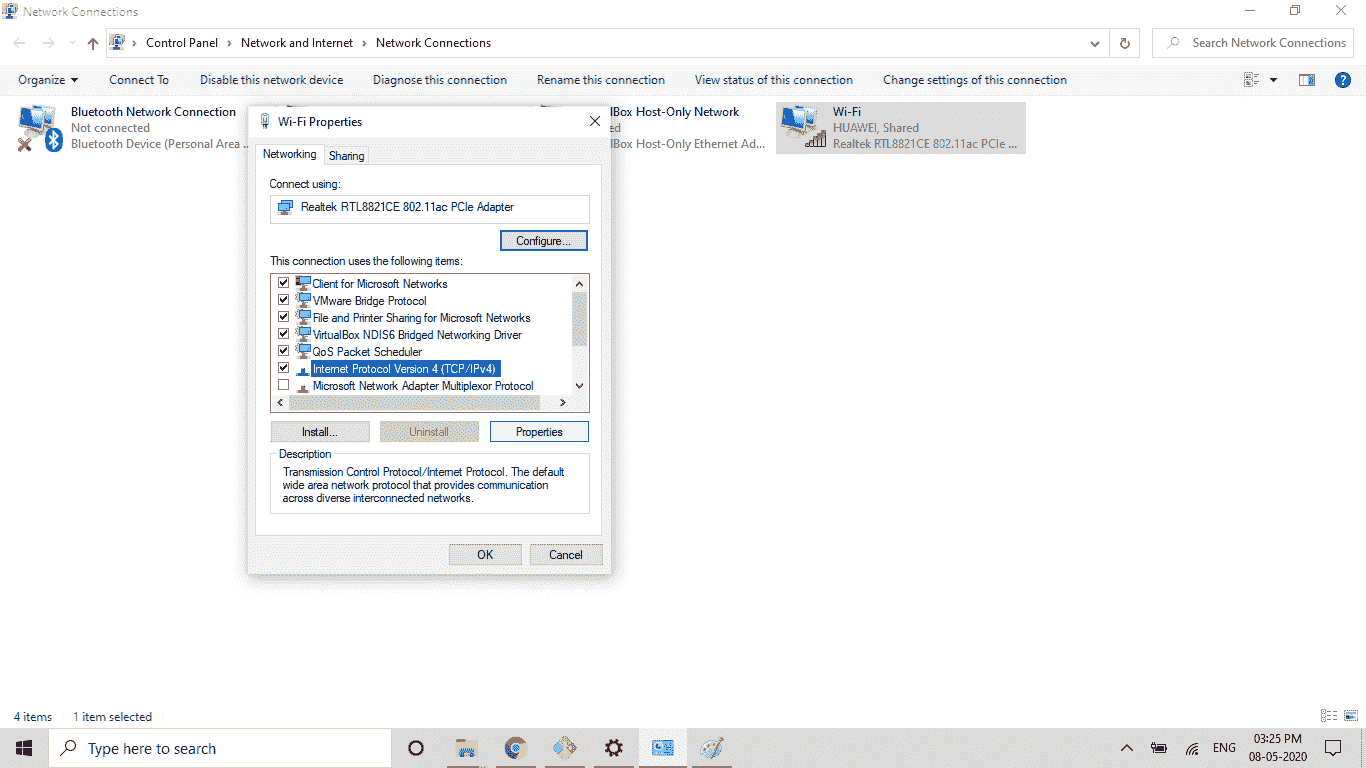 Network Connections
Control Panel
Network and Internet
Network Connections
Search Network Connections
Organize
Connect To
Disable this network device
Diagnose this connection
Rename this connection
View status of this connection
Change settings of this connection
Bluetooth Network Connection
Not connected
Bluetooth Device (Personal Area ...
Box Host-Only Network
ed
lBox Host-Only Ethernet Ad...
Wi-Fi
HUAWEI, Shared
Realtek RTL8821CE 802.11ac PCIe ...
Wi-Fi Properties
Networking
Sharing
Connect using:
Realtek RTL8821CE 802.11ac PCIe Adapter
Configure...
This connection uses the following items:
Client for Microsoft Networks
VMware Bridge Protocol
File and Printer Sharing for Microsoft Networks
VirtualBox NDIS6 Bridged Networking Driver
QoS Packet Scheduler
Internet Protocol Version 4 (TCP/IPv4)
Microsoft Network Adapter Multiplexor Protocol
Install...
Uninstall
Properties
Description
Transmission Control Protocol/Internet Protocol. The default
wide area network protocol that provides communication
across diverse interconnected networks.
OK
Cancel
4 items
1 item selected
Type here to search
ENG
03:25 PM
08-05-2020